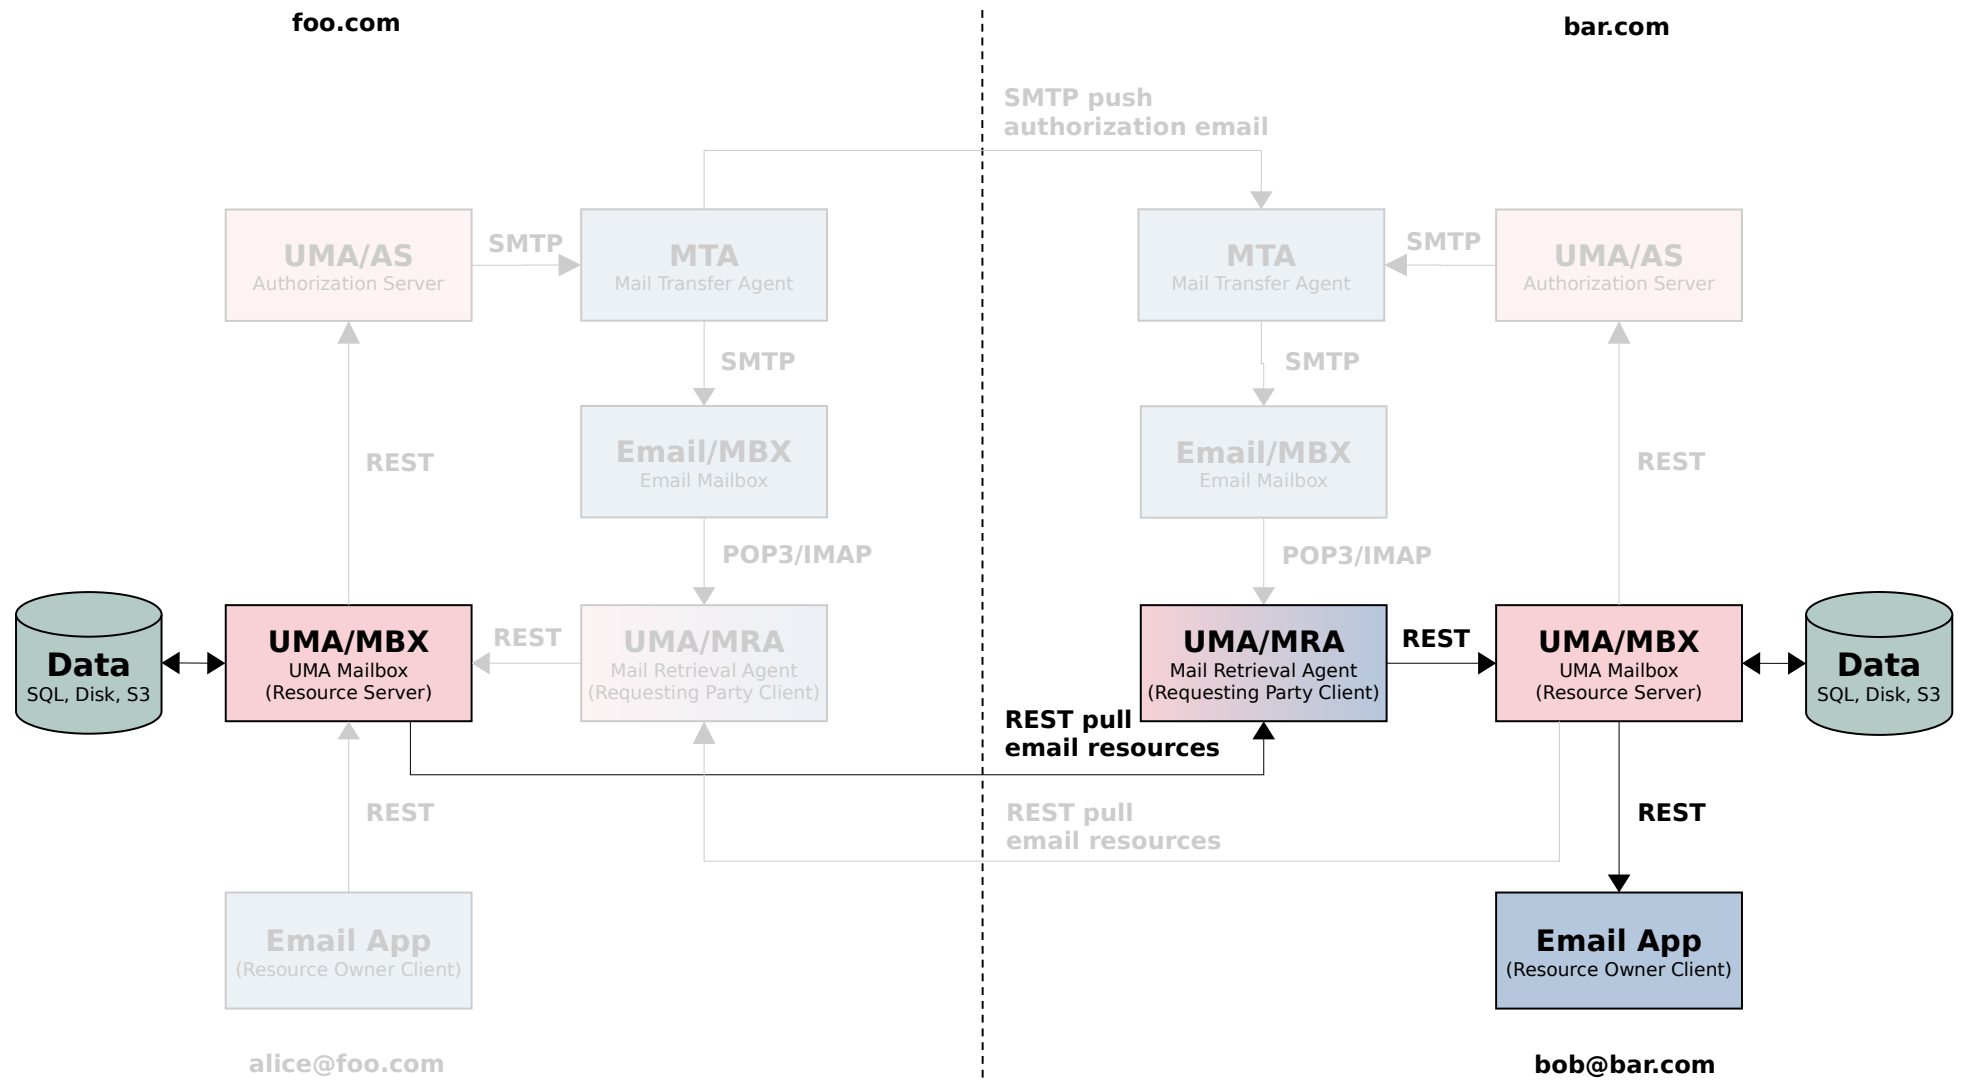 foo.com
bar.com
SMTP push
authorization email
UMA/AS
Authorization Server
SMTP
MTA
Mail Transfer Agent
MTA
Mail Transfer Agent
SMTP
UMA/AS
Authorization Server
SMTP
SMTP
REST
Email/MBX
Email Mailbox
Email/MBX
Email Mailbox
REST
POP3/IMAP
POP3/IMAP
Data
SQL, Disk, S3
UMA/MBX
UMA Mailbox
(Resource Server)
REST
UMA/MRA
Mail Retrieval Agent
(Requesting Party Client)
UMA/MRA
Mail Retrieval Agent
(Requesting Party Client)
REST
UMA/MBX
UMA Mailbox
(Resource Server)
Data
SQL, Disk, S3
REST pull
email resources
REST
REST pull
email resources
REST
Email App
(Resource Owner Client)
Email App
(Resource Owner Client)
alice@foo.com
bob@bar.com